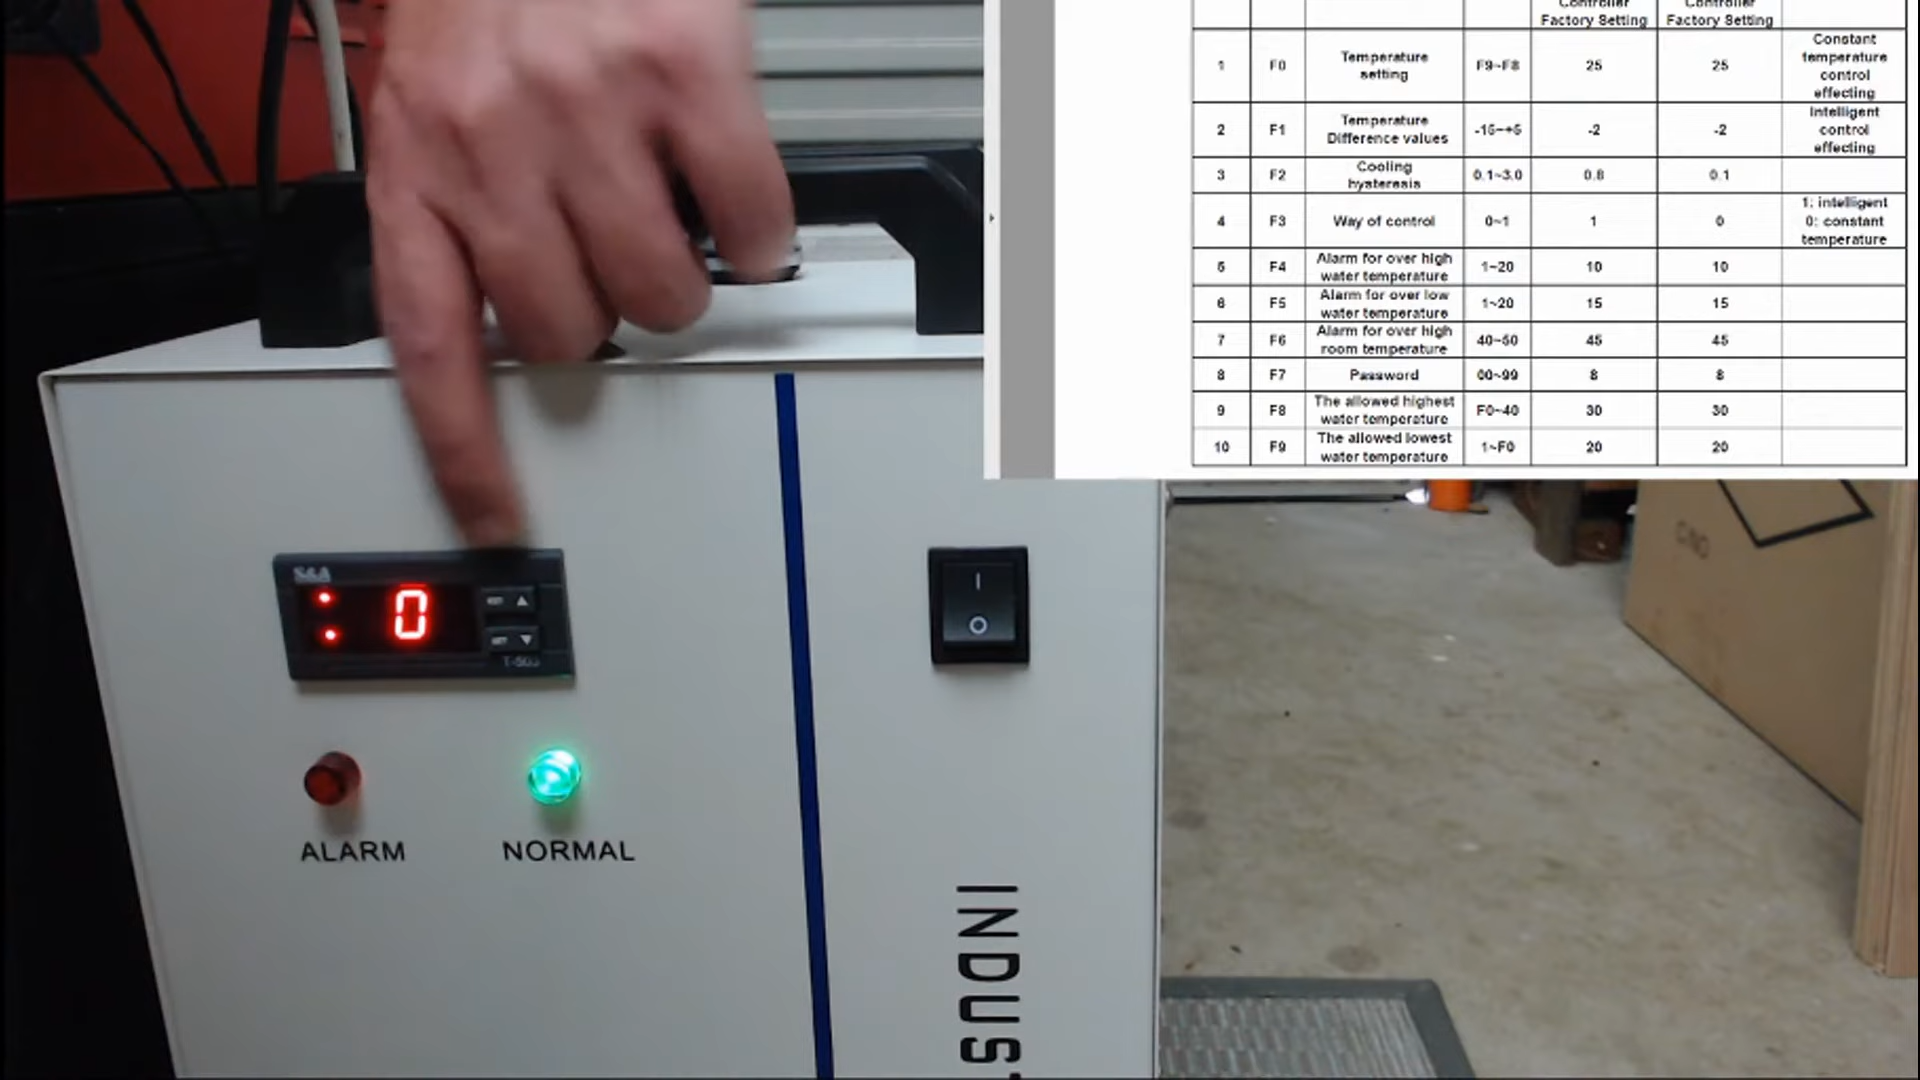 Controller Controller
Factory Setting Factory Setting
1 F0 Temperature setting F9~F8 25 25 Constant temperature control effecting
2 F1 Temperature Difference values -15~+5 -2 -2 Intelligent control effecting
3 F2 Cooling hysteresis 0.1~3.0 0.8 0.1
4 F3 Way of control 0~1 1 0 1: intelligent 0: constant temperature
5 F4 Alarm for over high water temperature 1~20 10 10
6 F5 Alarm for over low water temperature 1~20 15 15
7 F6 Alarm for over high room temperature 40~50 45 45
8 F7 Password 00~99 8 8
9 F8 The allowed highest water temperature F0~40 30 30
10 F9 The allowed lowest water temperature 1~F0 20 20
S&A
0
RST ▲
SET ▼
I
O
ALARM NORMAL
INDUS